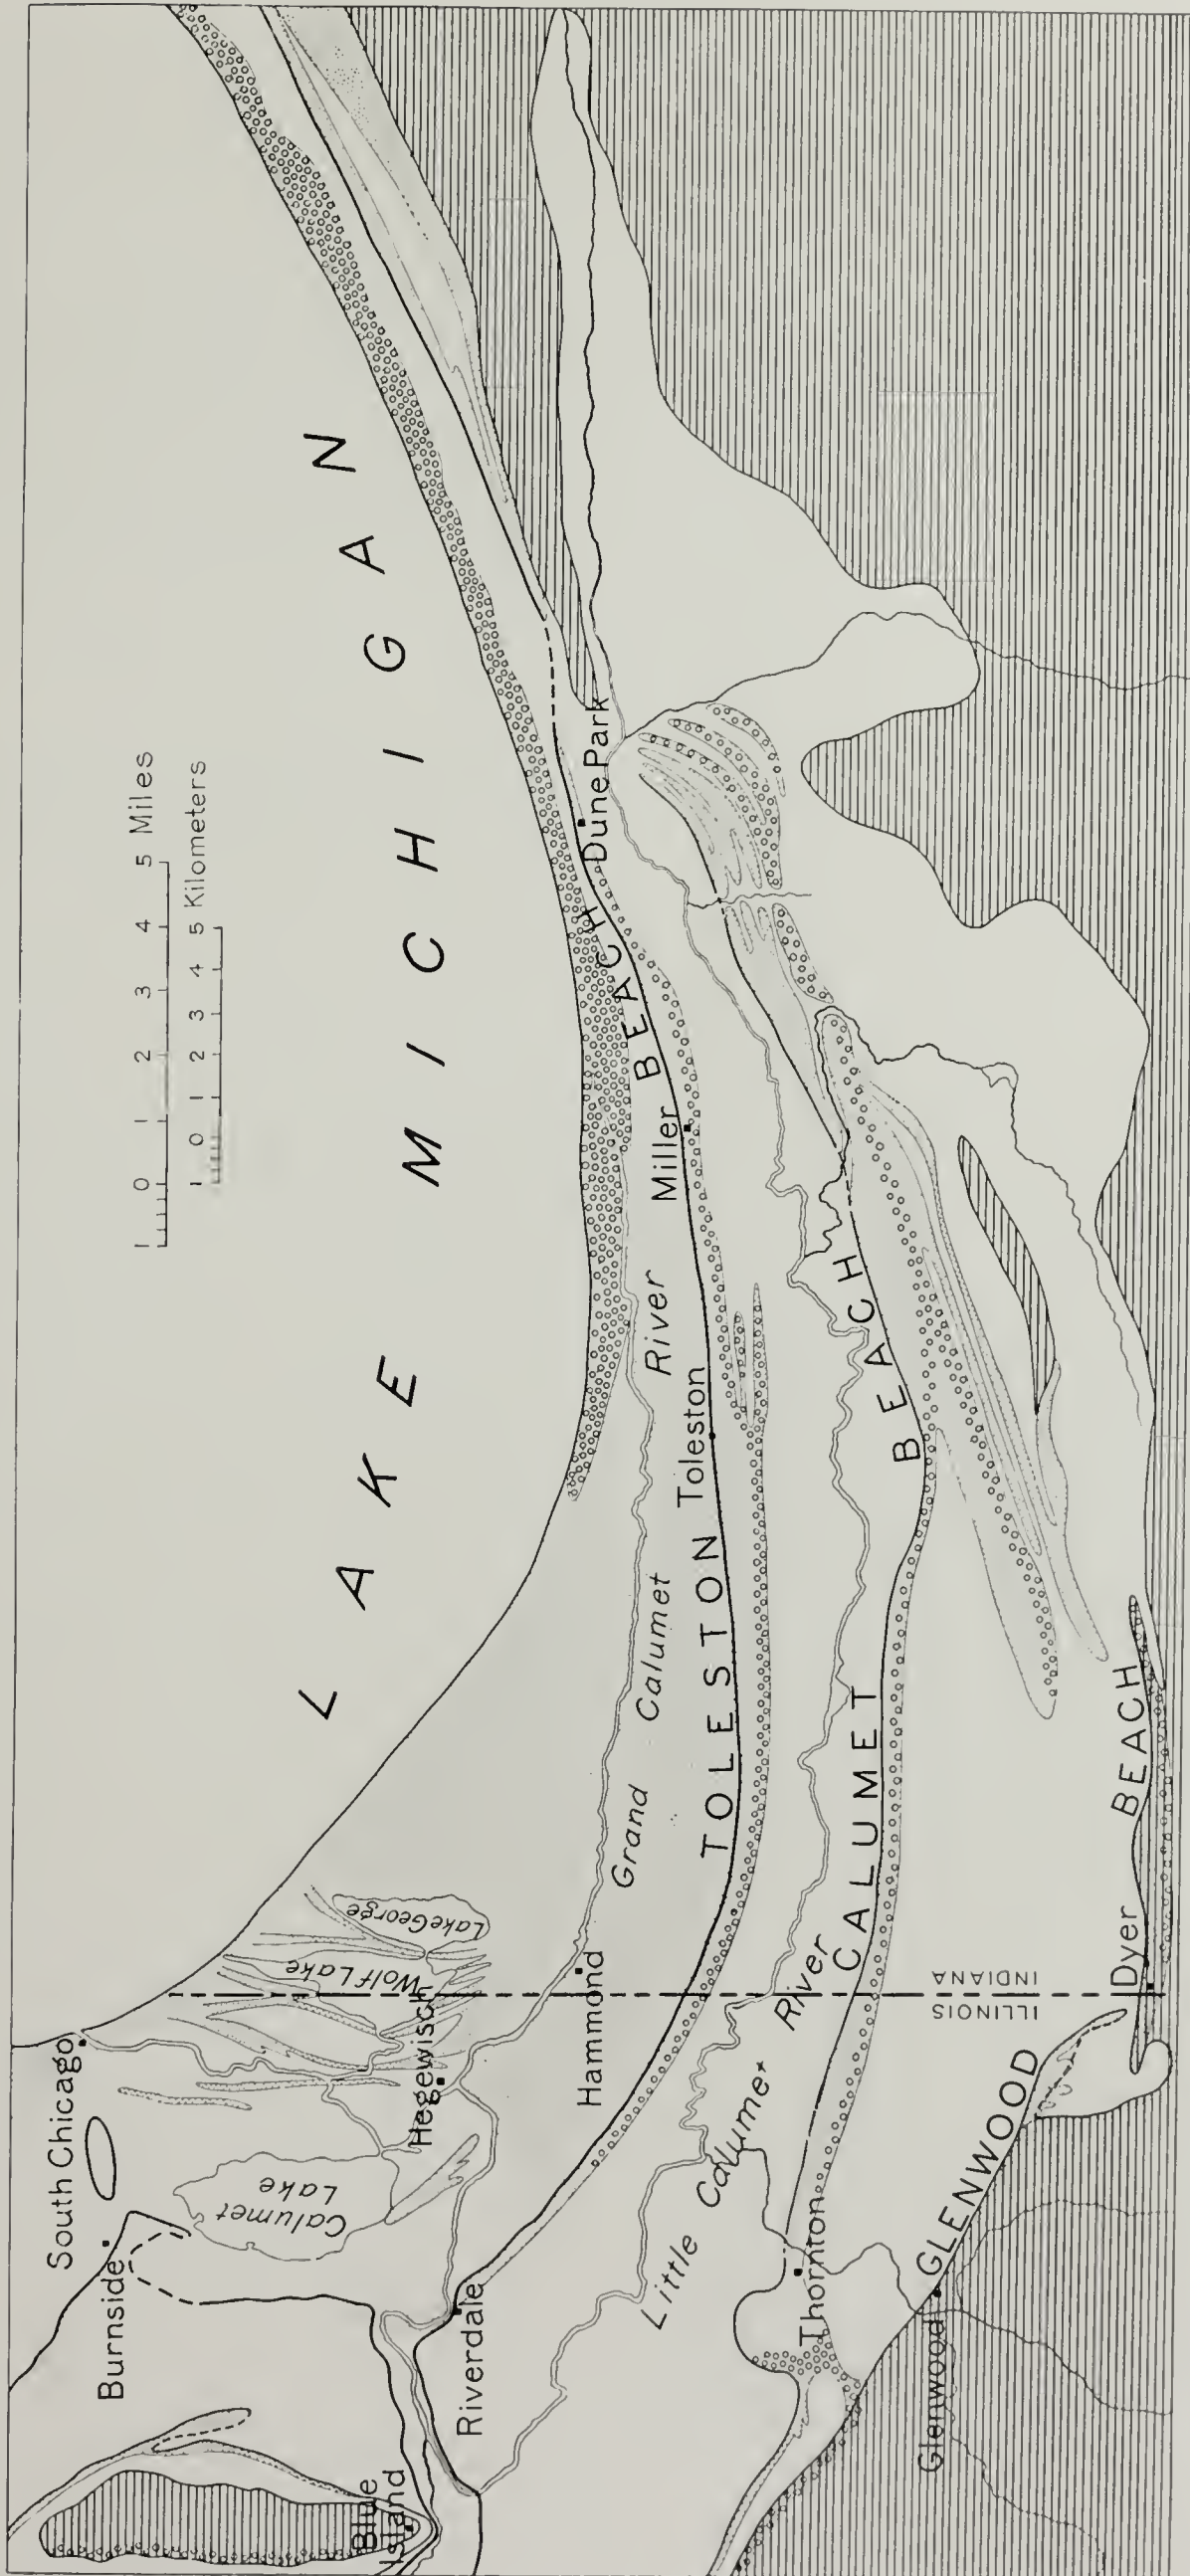 LAKE MICHIGAN
1 0 1 2 3 4 5 Miles
1 0 1 2 3 4 5 Kilometers
South Chicago
Burnside
Calumet
Lake
Wolf Lake
Lake George
Hegewisch
Blue
Island
Riverdale
Hammond
Grand Calumet River
Toleston
Miller
Dune Park
TOLESTON BEACH
Little Calumet River
CALUMET BEACH
Thornton
ILLINOIS
INDIANA
Glenwood
GLENWOOD BEACH
Dyer